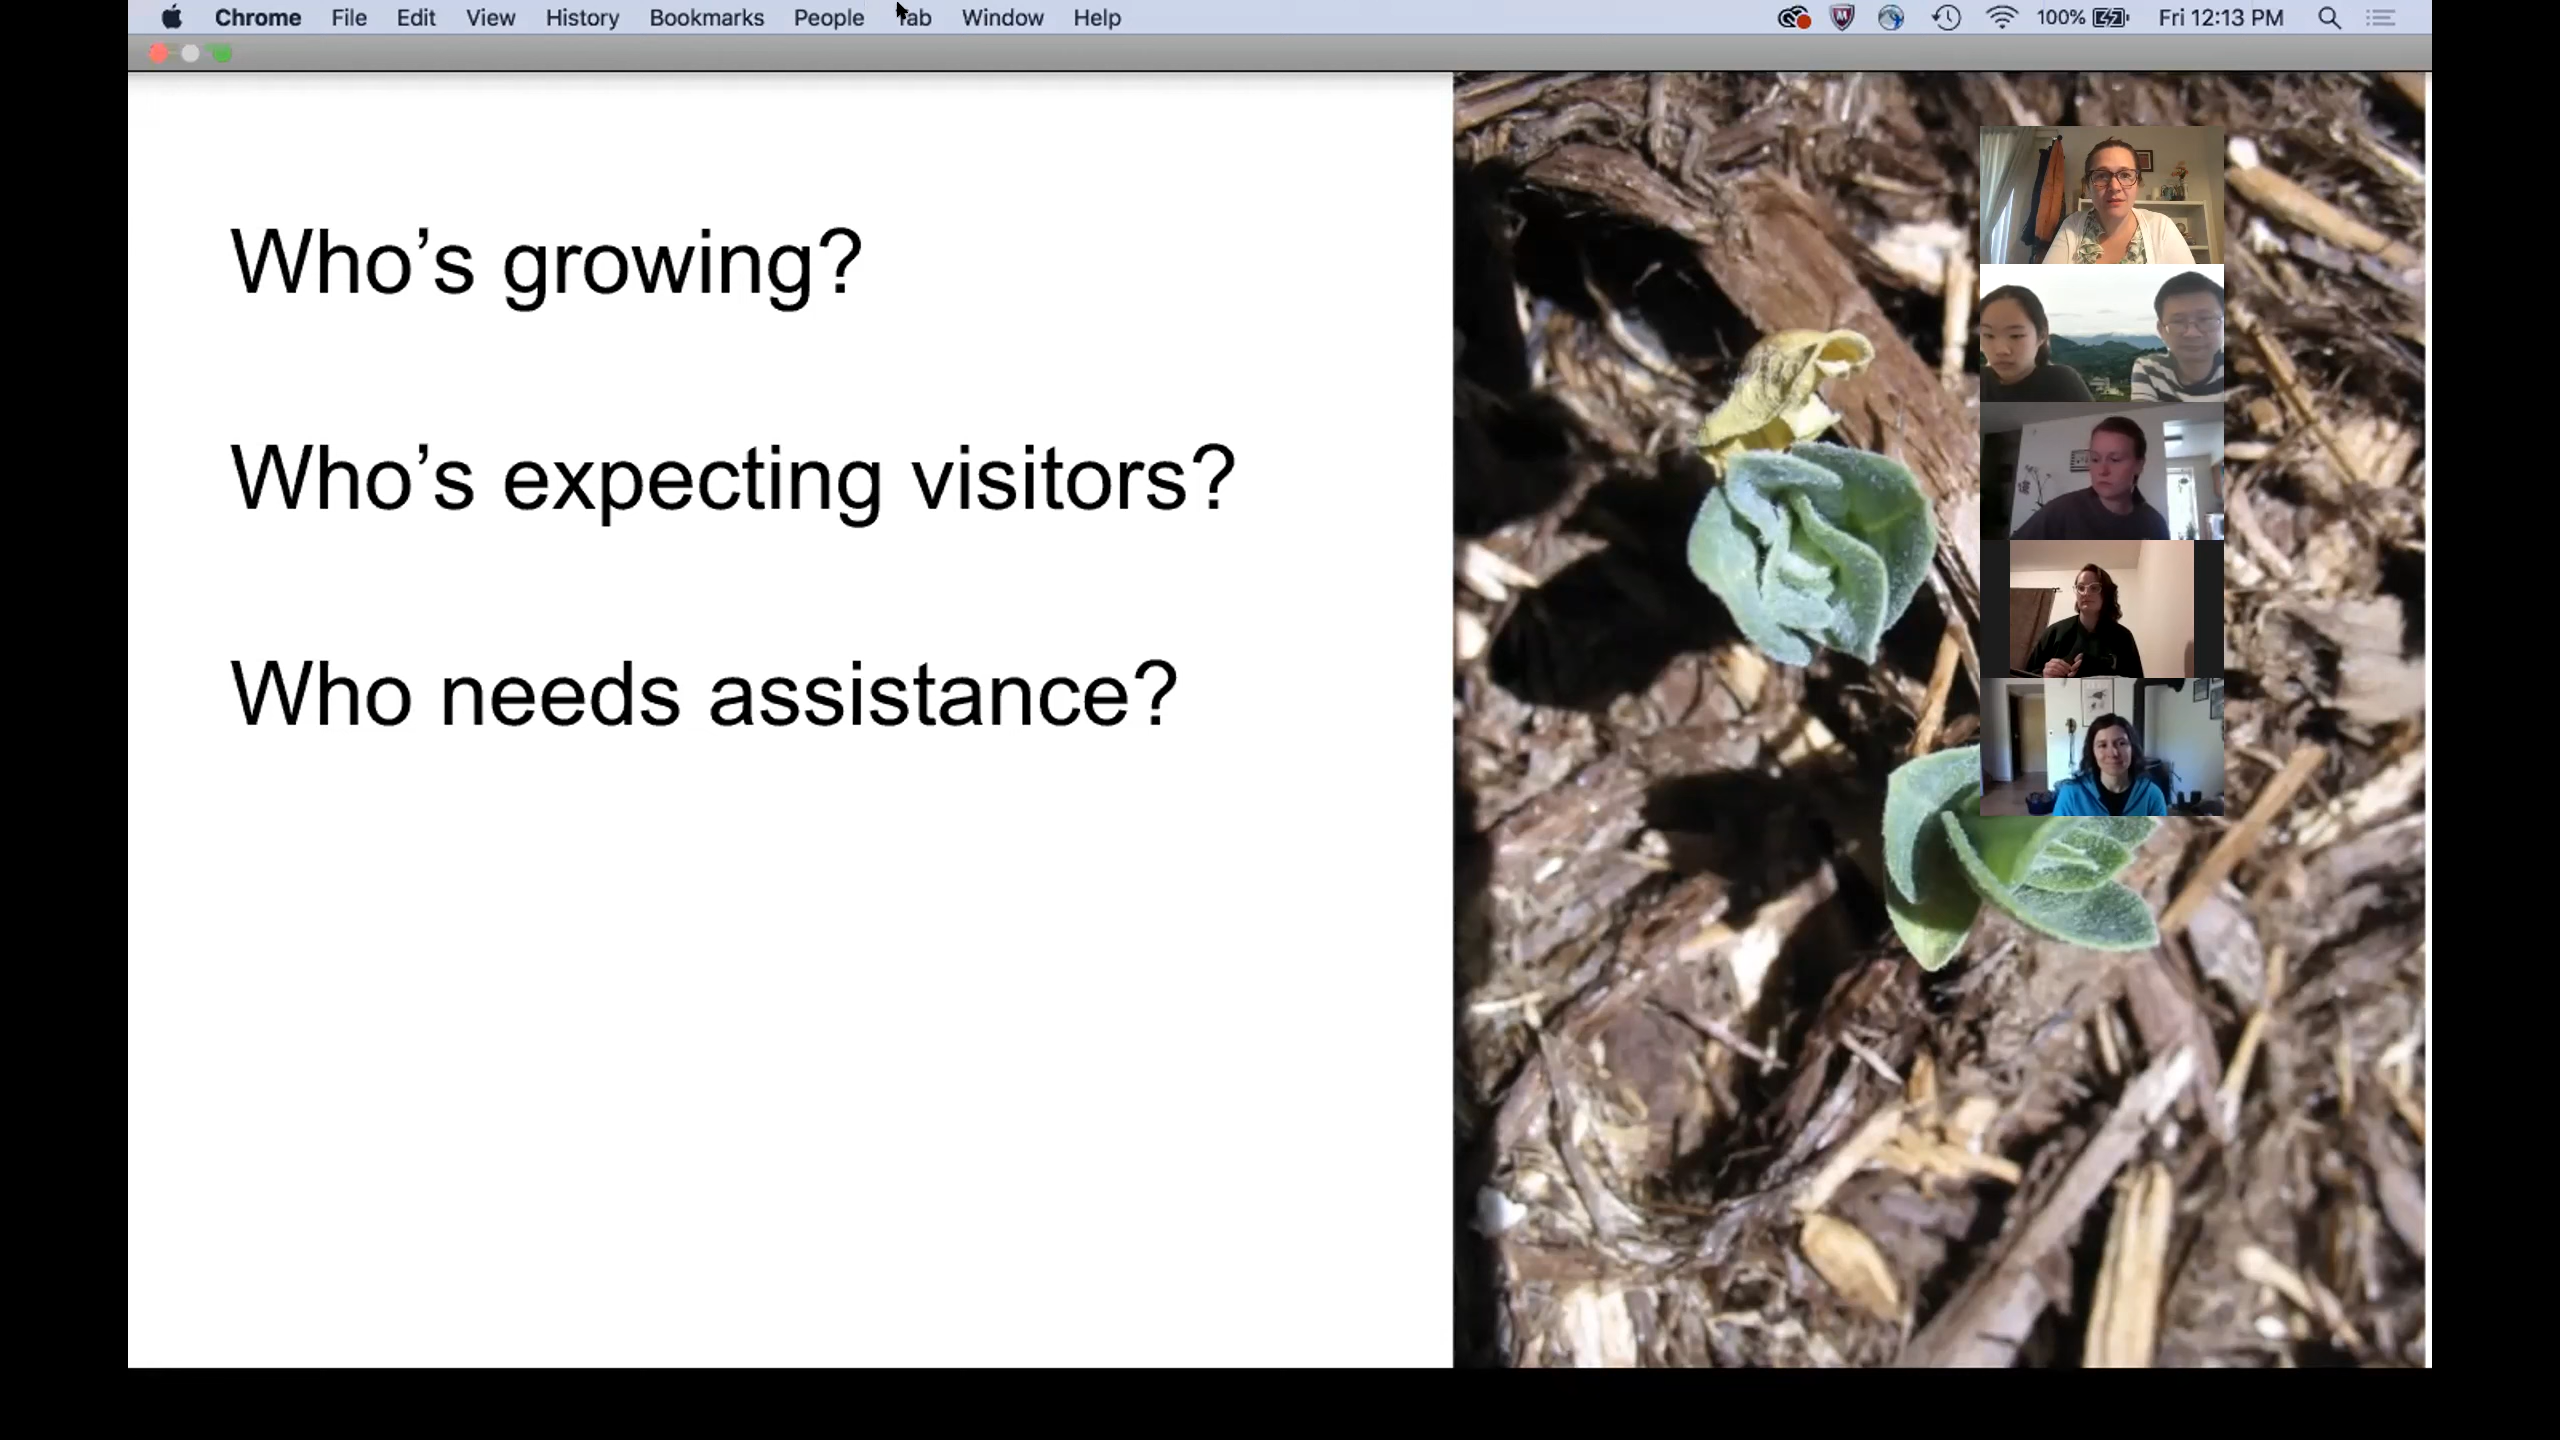 Chrome File Edit View History Bookmarks People Tab Window Help 100% Fri 12:13 PM
Who's growing?
Who's expecting visitors?
Who needs assistance?